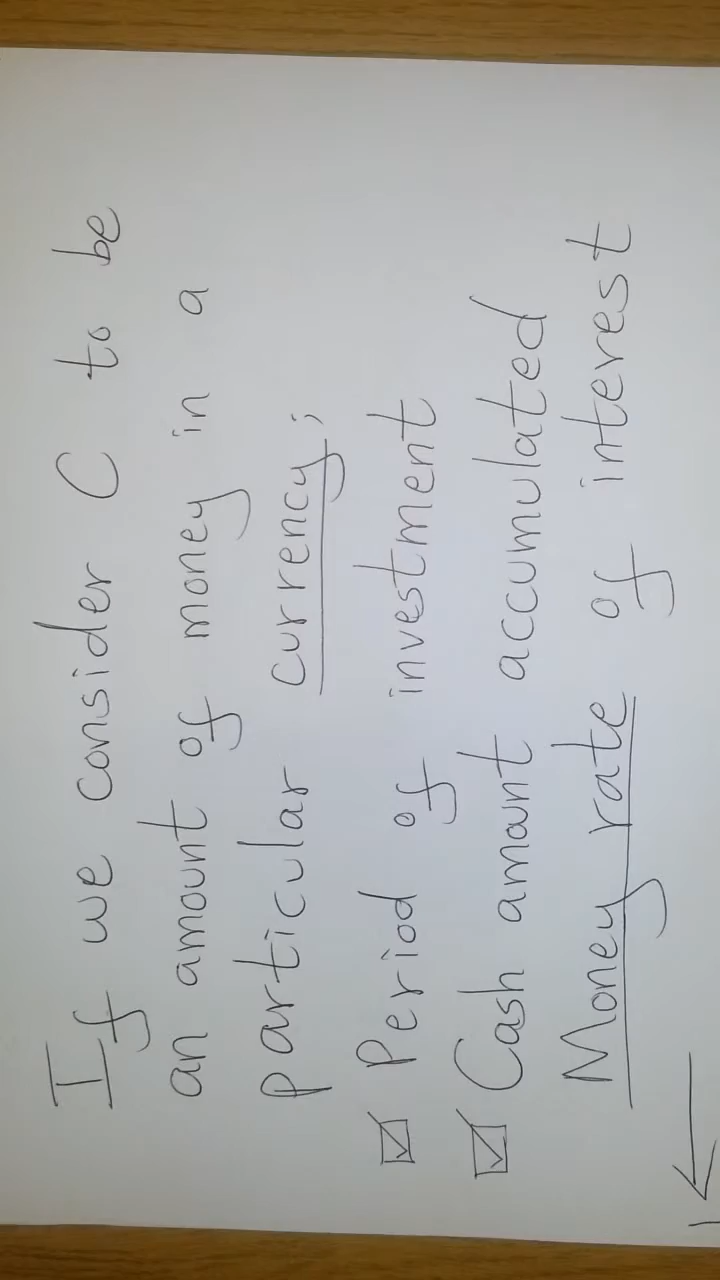 If we consider C to be
an amount of money in a
particular currency;
☑ Period of investment
☑ Cash amount accumulated
Money rate of interest